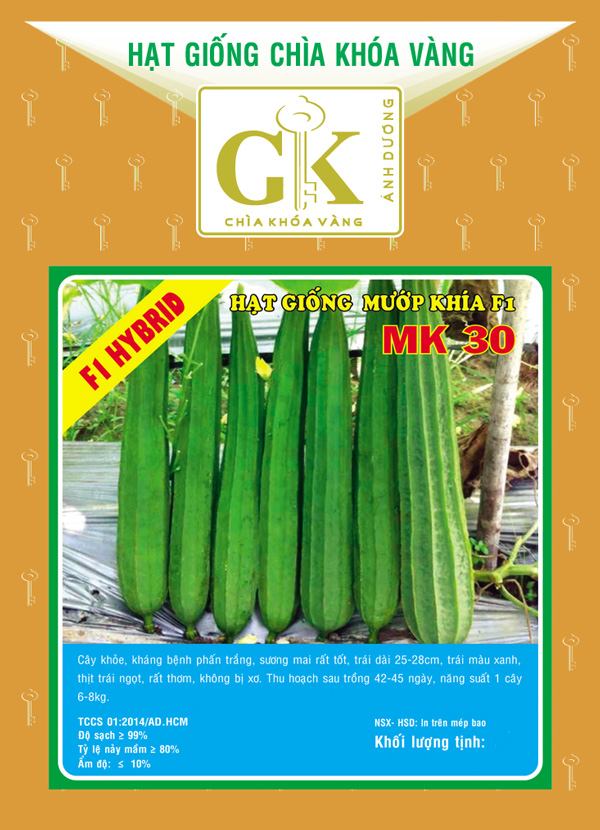 HẠT GIỐNG CHÌA KHÓA VÀNG
GK
ÁNH DƯƠNG
CHÌA KHÓA VÀNG
F1 HYBRID
HẠT GIỐNG MƯỚP KHÍA F1
MK 30
Cây khỏe, kháng bệnh phấn trắng, sương mai rất tốt, trái dài 25-28cm, trái màu xanh,
thịt trái ngọt, rất thơm, không bị xơ. Thu hoạch sau trồng 42-45 ngày, năng suất 1 cây
6-8kg.
TCCS 01:2014/AD.HCM
Độ sạch ≥ 99%
Tỷ lệ nảy mầm ≥ 80%
Ẩm độ: ≤ 10%
NSX- HSD: In trên mép bao
Khối lượng tịnh: